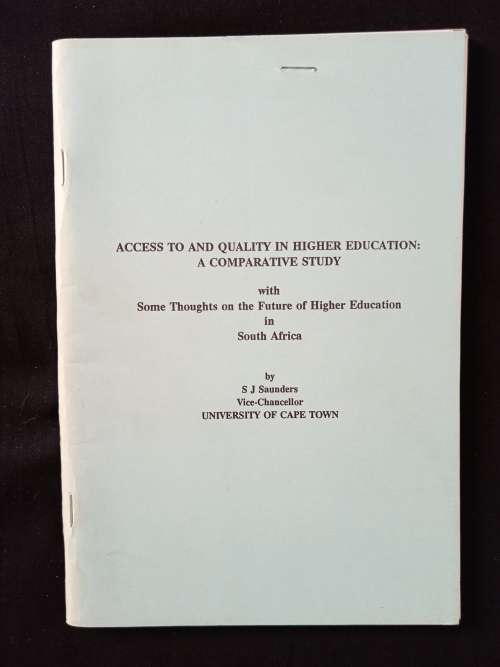 ACCESS TO AND QUALITY IN HIGHER EDUCATION:
A COMPARATIVE STUDY
with
Some Thoughts on the Future of Higher Education
in
South Africa
by
S J Saunders
Vice-Chancellor
UNIVERSITY OF CAPE TOWN